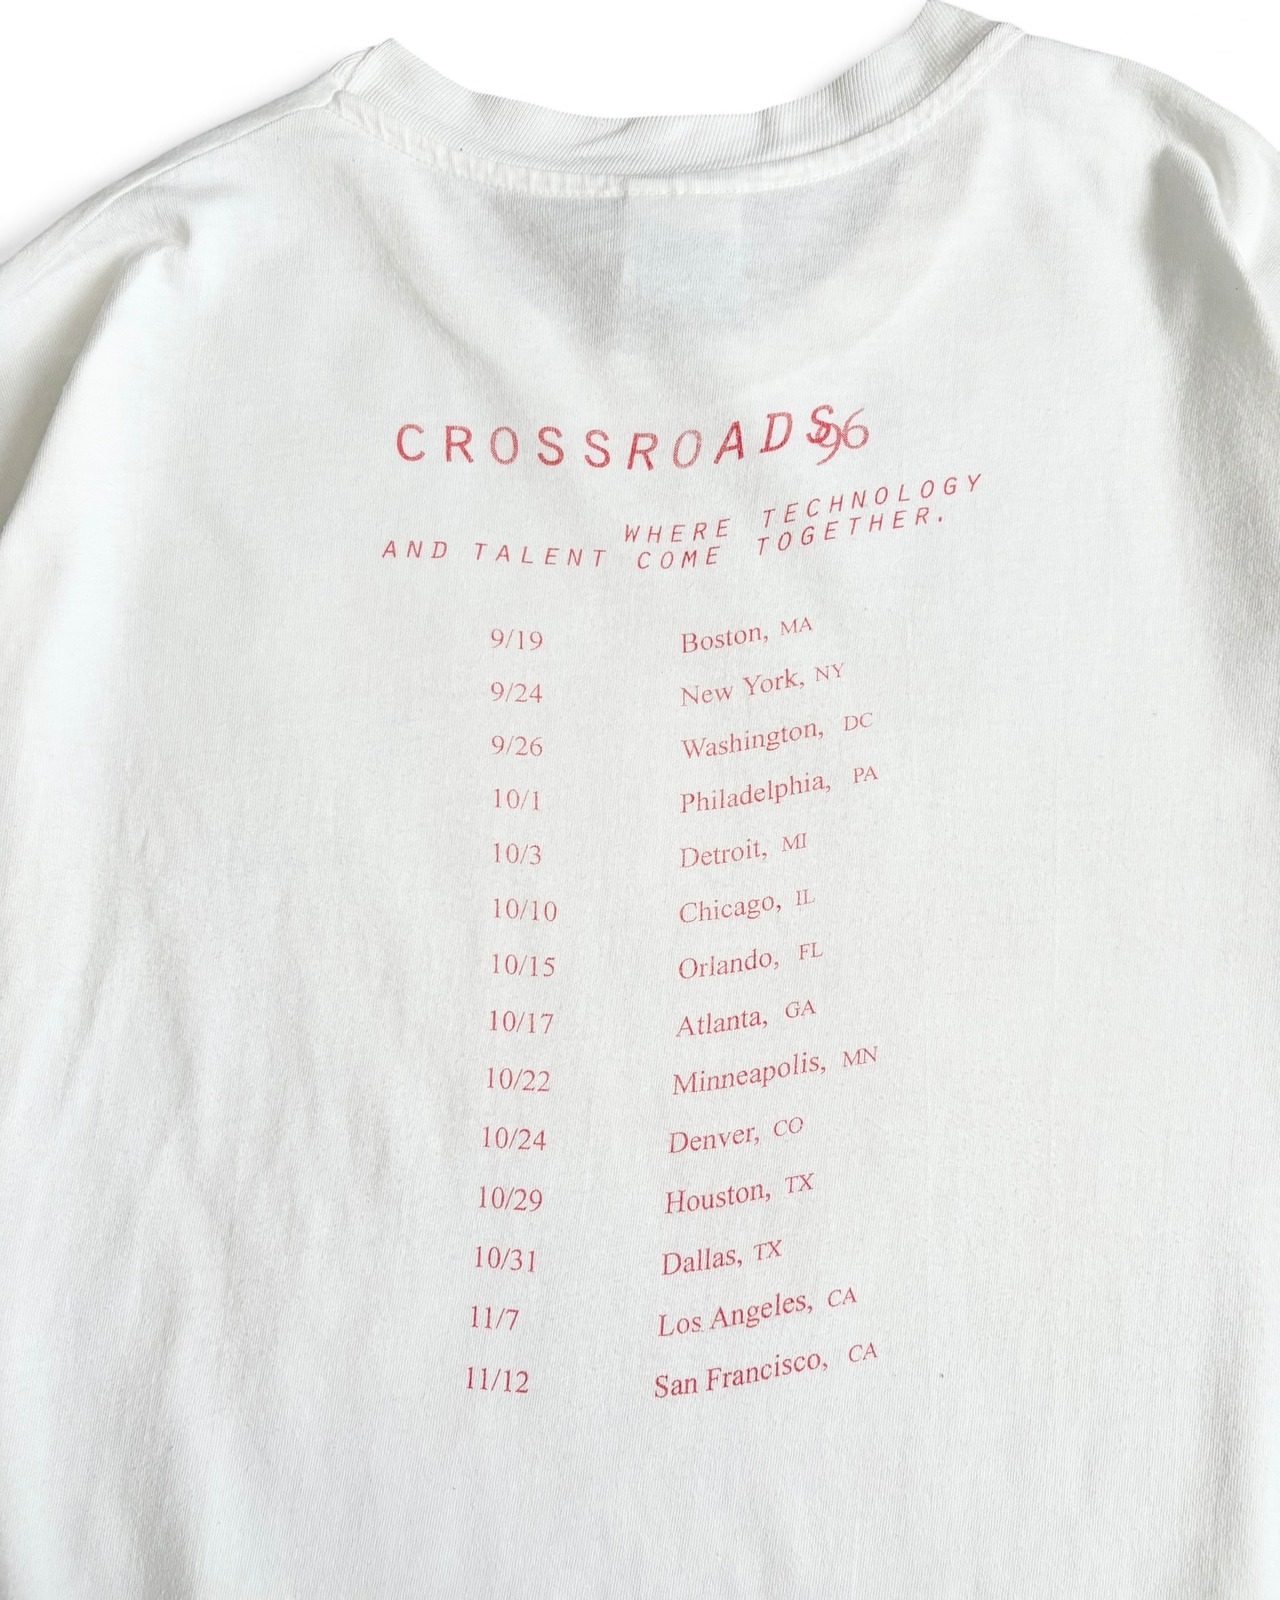 CROSSROADS 96
WHERE TECHNOLOGY
AND TALENT COME TOGETHER.
9/19 Boston, MA
9/24 New York, NY
9/26 Washington, DC
10/1 Philadelphia, PA
10/3 Detroit, MI
10/10 Chicago, IL
10/15 Orlando, FL
10/17 Atlanta, GA
10/22 Minneapolis, MN
10/24 Denver, CO
10/29 Houston, TX
10/31 Dallas, TX
11/7 Los Angeles, CA
11/12 San Francisco, CA